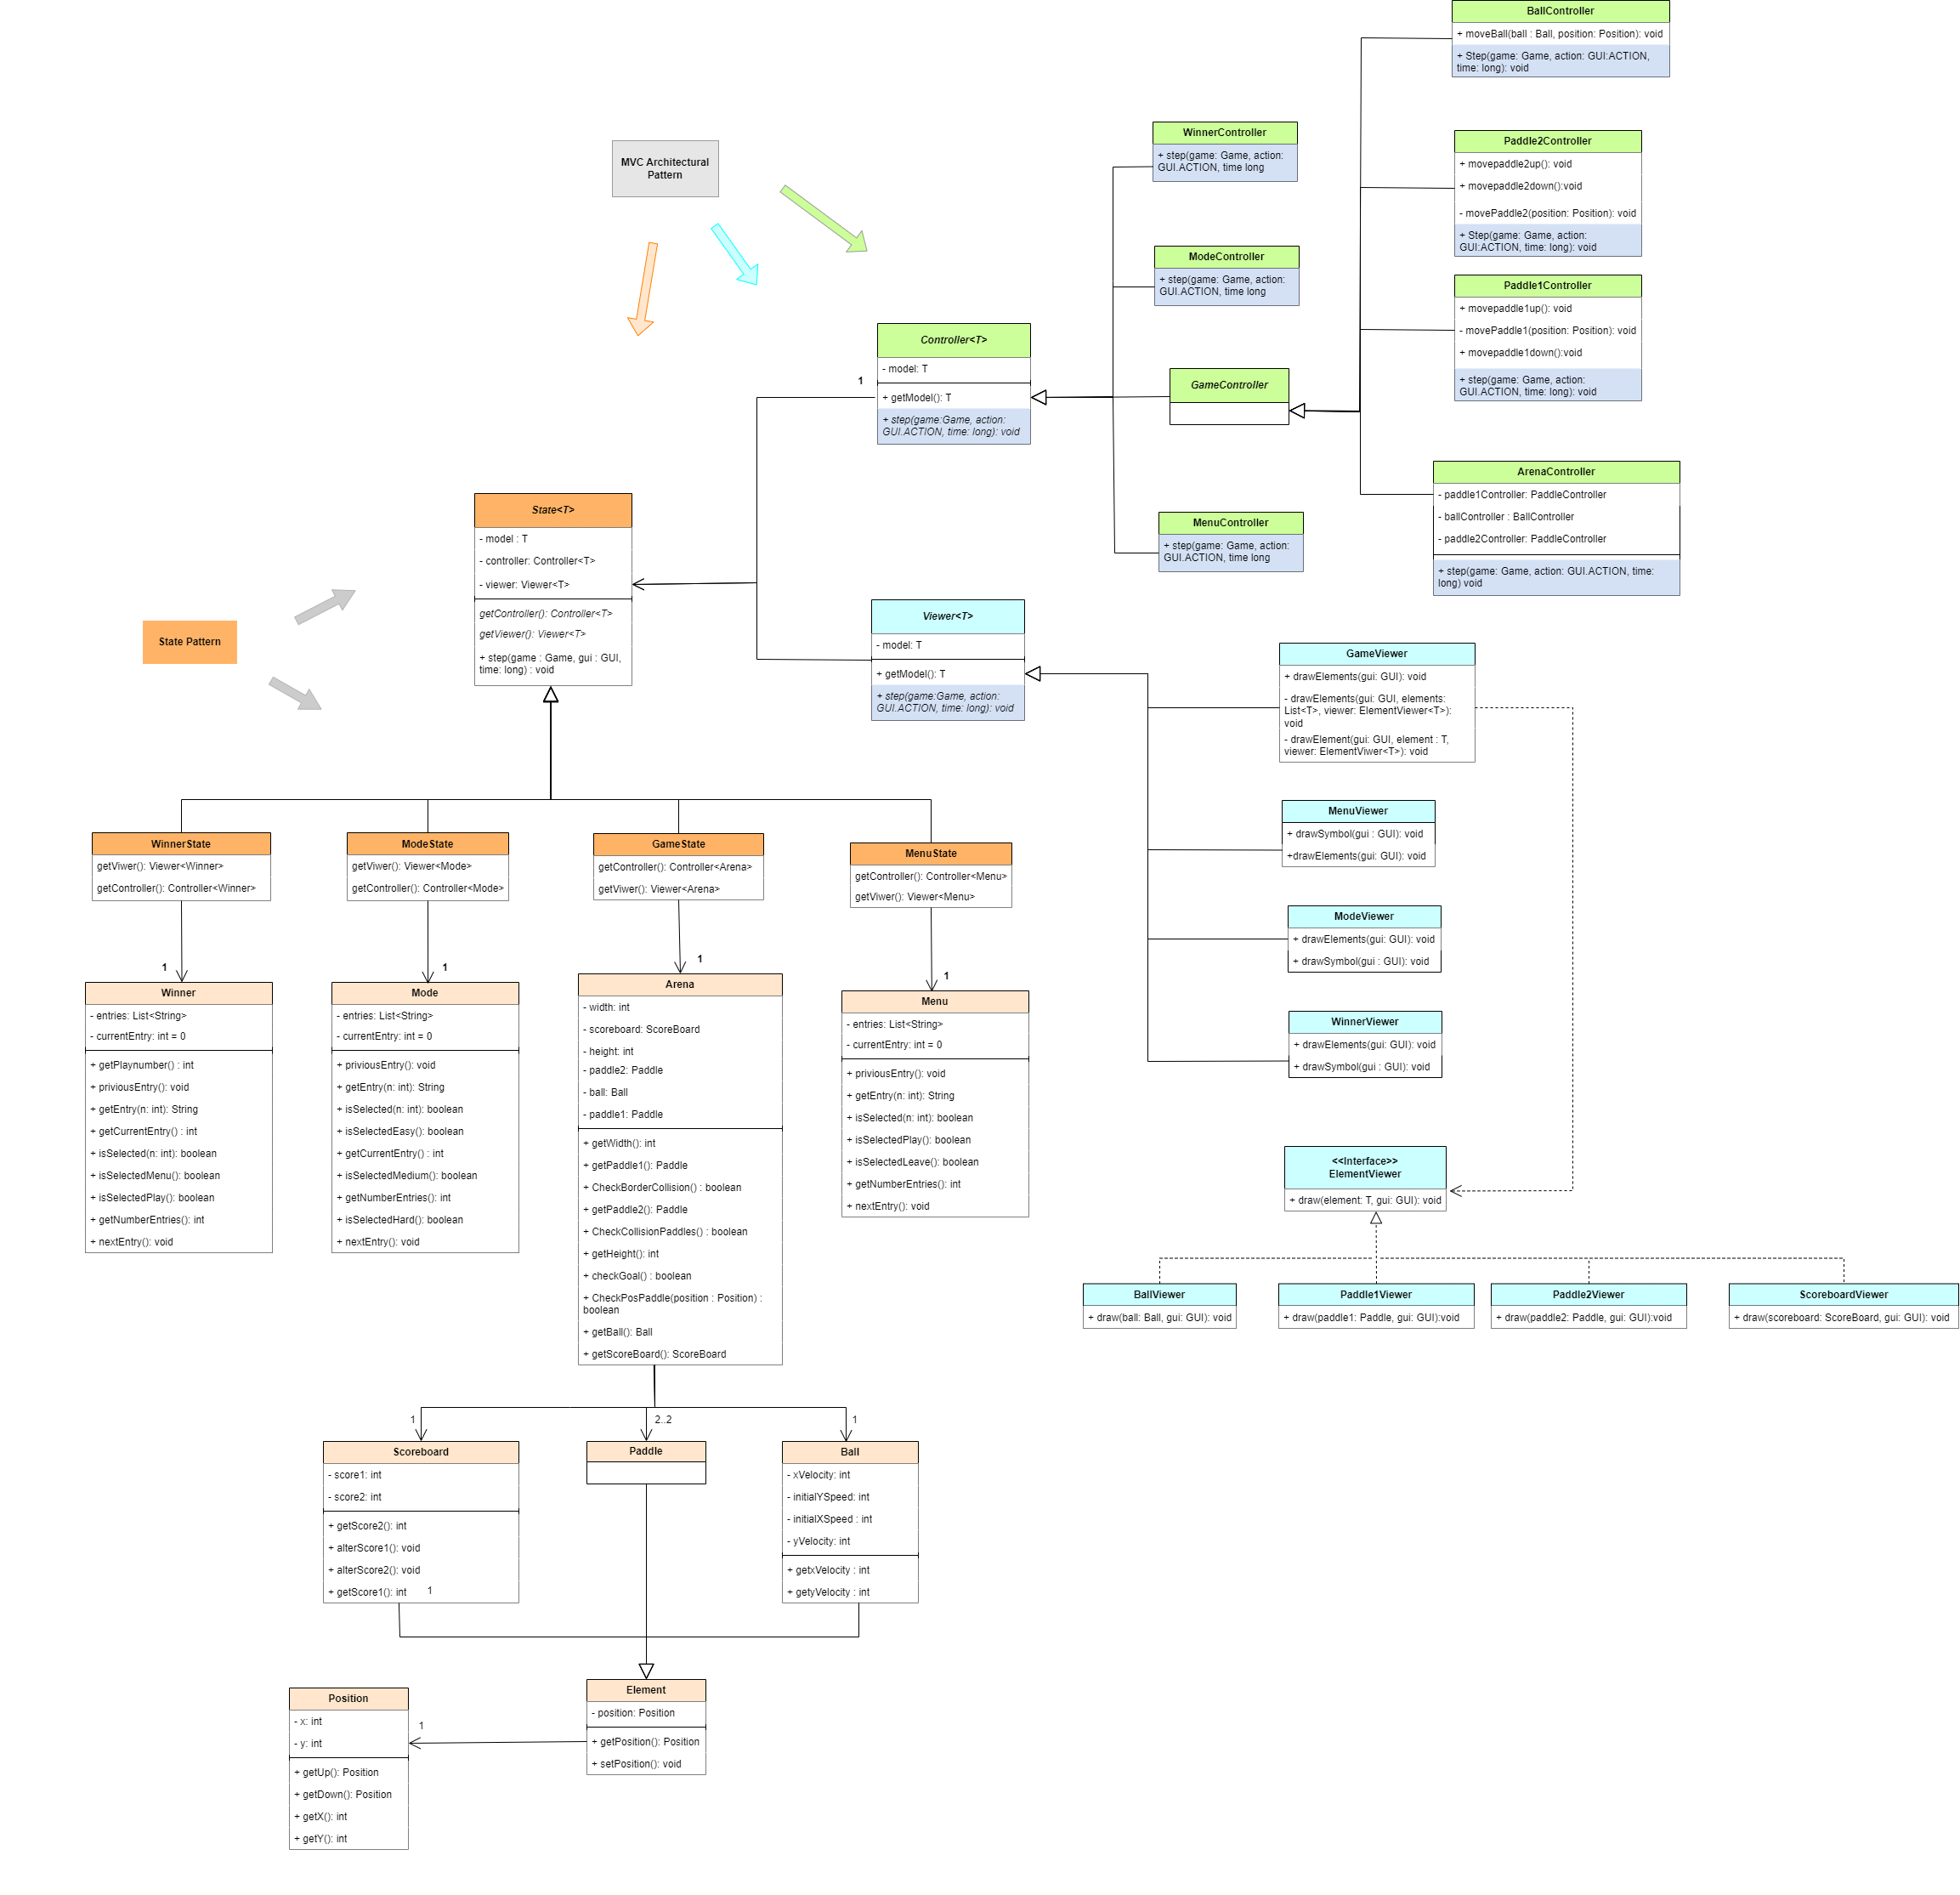 BallController
+ moveBall(ball : Ball, position: Position): void
+ Step(game: Game, action: GUI:ACTION,
time: long): void
MVC Architectural
Pattern
WinnerController
+ step(game: Game, action:
GUI.ACTION, time long
Paddle2Controller
+ movepaddle2up(): void
+ movepaddle2down():void
- movePaddle2(position: Position): void
+ Step(game: Game, action:
GUI:ACTION, time: long): void
ModeController
+ step(game: Game, action:
GUI.ACTION, time long
Paddle1Controller
+ movepaddle1up(): void
- movePaddle1(position: Position): void
+ movepaddle1down():void
+ step(game: Game, action:
GUI.ACTION, time: long): void
Controller<T>
- model: T
1
+ getModel(): T
+ step(game:Game, action:
GUI.ACTION, time: long): void
GameController
ArenaController
- paddle1Controller: PaddleController
- ballController : BallController
- paddle2Controller: PaddleController
+ step(game: Game, action: GUI.ACTION, time:
long) void
MenuController
+ step(game: Game, action:
GUI.ACTION, time long
State<T>
- model : T
- controller: Controller<T>
- viewer: Viewer<T>
getController(): Controller<T>
getViewer(): Viewer<T>
+ step(game : Game, gui : GUI,
time: long) : void
State Pattern
Viewer<T>
- model: T
+ getModel(): T
+ step(game:Game, action:
GUI.ACTION, time: long): void
GameViewer
+ drawElements(gui: GUI): void
- drawElements(gui: GUI, elements:
List<T>, viewer: ElementViewer<T>):
void
- drawElement(gui: GUI, element : T,
viewer: ElementViwer<T>): void
MenuViewer
+ drawSymbol(gui : GUI): void
+drawElements(gui: GUI): void
ModeViewer
+ drawElements(gui: GUI): void
+ drawSymbol(gui : GUI): void
WinnerViewer
+ drawElements(gui: GUI): void
+ drawSymbol(gui : GUI): void
<<Interface>>
ElementViewer
+ draw(element: T, gui: GUI): void
BallViewer
+ draw(ball: Ball, gui: GUI): void
Paddle1Viewer
+ draw(paddle1: Paddle, gui: GUI):void
Paddle2Viewer
+ draw(paddle2: Paddle, gui: GUI):void
ScoreboardViewer
+ draw(scoreboard: ScoreBoard, gui: GUI): void
WinnerState
getViwer(): Viewer<Winner>
getController(): Controller<Winner>
ModeState
getViwer(): Viewer<Mode>
getController(): Controller<Mode>
GameState
getController(): Controller<Arena>
getViwer(): Viewer<Arena>
MenuState
getController(): Controller<Menu>
getViwer(): Viewer<Menu>
1
1
1
1
Winner
- entries: List<String>
- currentEntry: int = 0
+ getPlaynumber() : int
+ priviousEntry(): void
+ getEntry(n: int): String
+ getCurrentEntry() : int
+ isSelected(n: int): boolean
+ isSelectedMenu(): boolean
+ isSelectedPlay(): boolean
+ getNumberEntries(): int
+ nextEntry(): void
Mode
- entries: List<String>
- currentEntry: int = 0
+ priviousEntry(): void
+ getEntry(n: int): String
+ isSelected(n: int): boolean
+ isSelectedEasy(): boolean
+ getCurrentEntry() : int
+ isSelectedMedium(): boolean
+ getNumberEntries(): int
+ isSelectedHard(): boolean
+ nextEntry(): void
Arena
- width: int
- scoreboard: ScoreBoard
- height: int
- paddle2: Paddle
- ball: Ball
- paddle1: Paddle
+ getWidth(): int
+ getPaddle1(): Paddle
+ CheckBorderCollision() : boolean
+ getPaddle2(): Paddle
+ CheckCollisionPaddles() : boolean
+ getHeight(): int
+ checkGoal() : boolean
+ CheckPosPaddle(position : Position) :
boolean
+ getBall(): Ball
+ getScoreBoard(): ScoreBoard
Menu
- entries: List<String>
- currentEntry: int = 0
+ priviousEntry(): void
+ getEntry(n: int): String
+ isSelected(n: int): boolean
+ isSelectedPlay(): boolean
+ isSelectedLeave(): boolean
+ getNumberEntries(): int
+ nextEntry(): void
1
2..2
1
Scoreboard
- score1: int
- score2: int
+ getScore2(): int
+ alterScore1(): void
+ alterScore2(): void
+ getScore1(): int
1
Paddle
Ball
- xVelocity: int
- initialYSpeed: int
- initialXSpeed : int
- yVelocity: int
+ getxVelocity : int
+ getyVelocity : int
Position
- x: int
- y: int
+ getUp(): Position
+ getDown(): Position
+ getX(): int
+ getY(): int
1
Element
- position: Position
+ getPosition(): Position
+ setPosition(): void